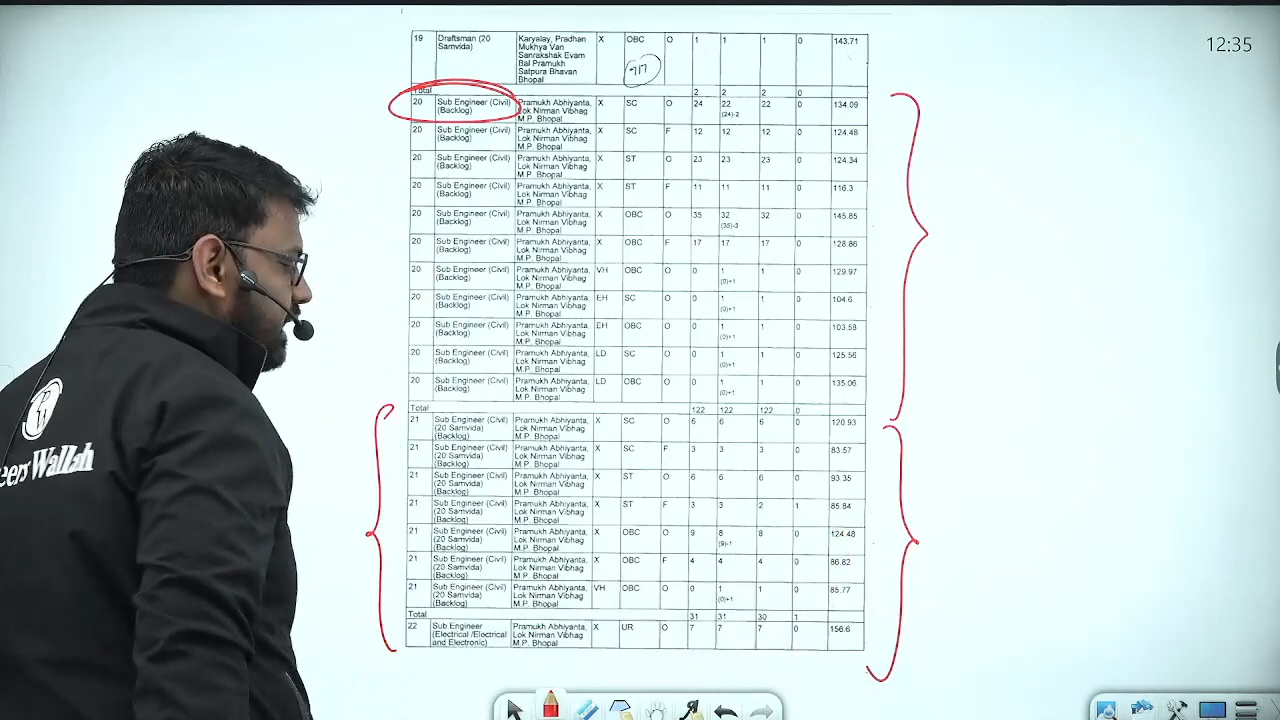 12:35
19 Draftsman (20 Samvida) Karyalay, Pradhan Mukhya Van Sanrakshak Evam Bal Pramukh Satpura Bhavan Bhopal X OBC O 1 1 1 0 143.71
Total 2 2 2 0
20 Sub Engineer (Civil) (Backlog) Pramukh Abhiyanta, Lok Nirman Vibhag M.P. Bhopal X SC O 24 22 (24)-2 22 0 134.09
20 Sub Engineer (Civil) (Backlog) Pramukh Abhiyanta, Lok Nirman Vibhag M.P. Bhopal X SC F 12 12 12 0 124.48
20 Sub Engineer (Civil) (Backlog) Pramukh Abhiyanta, Lok Nirman Vibhag M.P. Bhopal X ST O 23 23 23 0 124.34
20 Sub Engineer (Civil) (Backlog) Pramukh Abhiyanta, Lok Nirman Vibhag M.P. Bhopal X ST F 11 11 11 0 116.3
20 Sub Engineer (Civil) (Backlog) Pramukh Abhiyanta, Lok Nirman Vibhag M.P. Bhopal X OBC O 35 32 (35)-3 32 0 145.85
20 Sub Engineer (Civil) (Backlog) Pramukh Abhiyanta, Lok Nirman Vibhag M.P. Bhopal X OBC F 17 17 17 0 128.86
20 Sub Engineer (Civil) (Backlog) Pramukh Abhiyanta, Lok Nirman Vibhag M.P. Bhopal VH OBC O 0 1 (0)+1 1 0 129.97
20 Sub Engineer (Civil) (Backlog) Pramukh Abhiyanta, Lok Nirman Vibhag M.P. Bhopal EH SC O 0 1 (0)+1 1 0 104.6
20 Sub Engineer (Civil) (Backlog) Pramukh Abhiyanta, Lok Nirman Vibhag M.P. Bhopal EH OBC O 0 1 (0)+1 1 0 103.58
20 Sub Engineer (Civil) (Backlog) Pramukh Abhiyanta, Lok Nirman Vibhag M.P. Bhopal LD SC O 0 1 (0)+1 1 0 125.56
20 Sub Engineer (Civil) (Backlog) Pramukh Abhiyanta, Lok Nirman Vibhag M.P. Bhopal LD OBC O 0 1 (0)+1 1 0 135.06
Total 122 122 122 0
21 Sub Engineer (Civil) (20 Samvida) (Backlog) Pramukh Abhiyanta, Lok Nirman Vibhag M.P. Bhopal X SC O 6 6 6 0 120.93
21 Sub Engineer (Civil) (20 Samvida) (Backlog) Pramukh Abhiyanta, Lok Nirman Vibhag M.P. Bhopal X SC F 3 3 3 0 83.57
21 Sub Engineer (Civil) (20 Samvida) (Backlog) Pramukh Abhiyanta, Lok Nirman Vibhag M.P. Bhopal X ST O 6 6 6 0 93.35
21 Sub Engineer (Civil) (20 Samvida) (Backlog) Pramukh Abhiyanta, Lok Nirman Vibhag M.P. Bhopal X ST F 3 3 2 1 85.84
21 Sub Engineer (Civil) (20 Samvida) (Backlog) Pramukh Abhiyanta, Lok Nirman Vibhag M.P. Bhopal X OBC O 9 8 (9)-1 8 0 124.48
21 Sub Engineer (Civil) (20 Samvida) (Backlog) Pramukh Abhiyanta, Lok Nirman Vibhag M.P. Bhopal X OBC F 4 4 4 0 86.82
21 Sub Engineer (Civil) (20 Samvida) (Backlog) Pramukh Abhiyanta, Lok Nirman Vibhag M.P. Bhopal VH OBC O 0 1 (0)+1 1 0 85.77
Total 31 31 30 1
22 Sub Engineer (Electrical /Electrical and Electronic) Pramukh Abhiyanta, Lok Nirman Vibhag M.P. Bhopal X UR O 7 7 7 0 156.6
Wallah